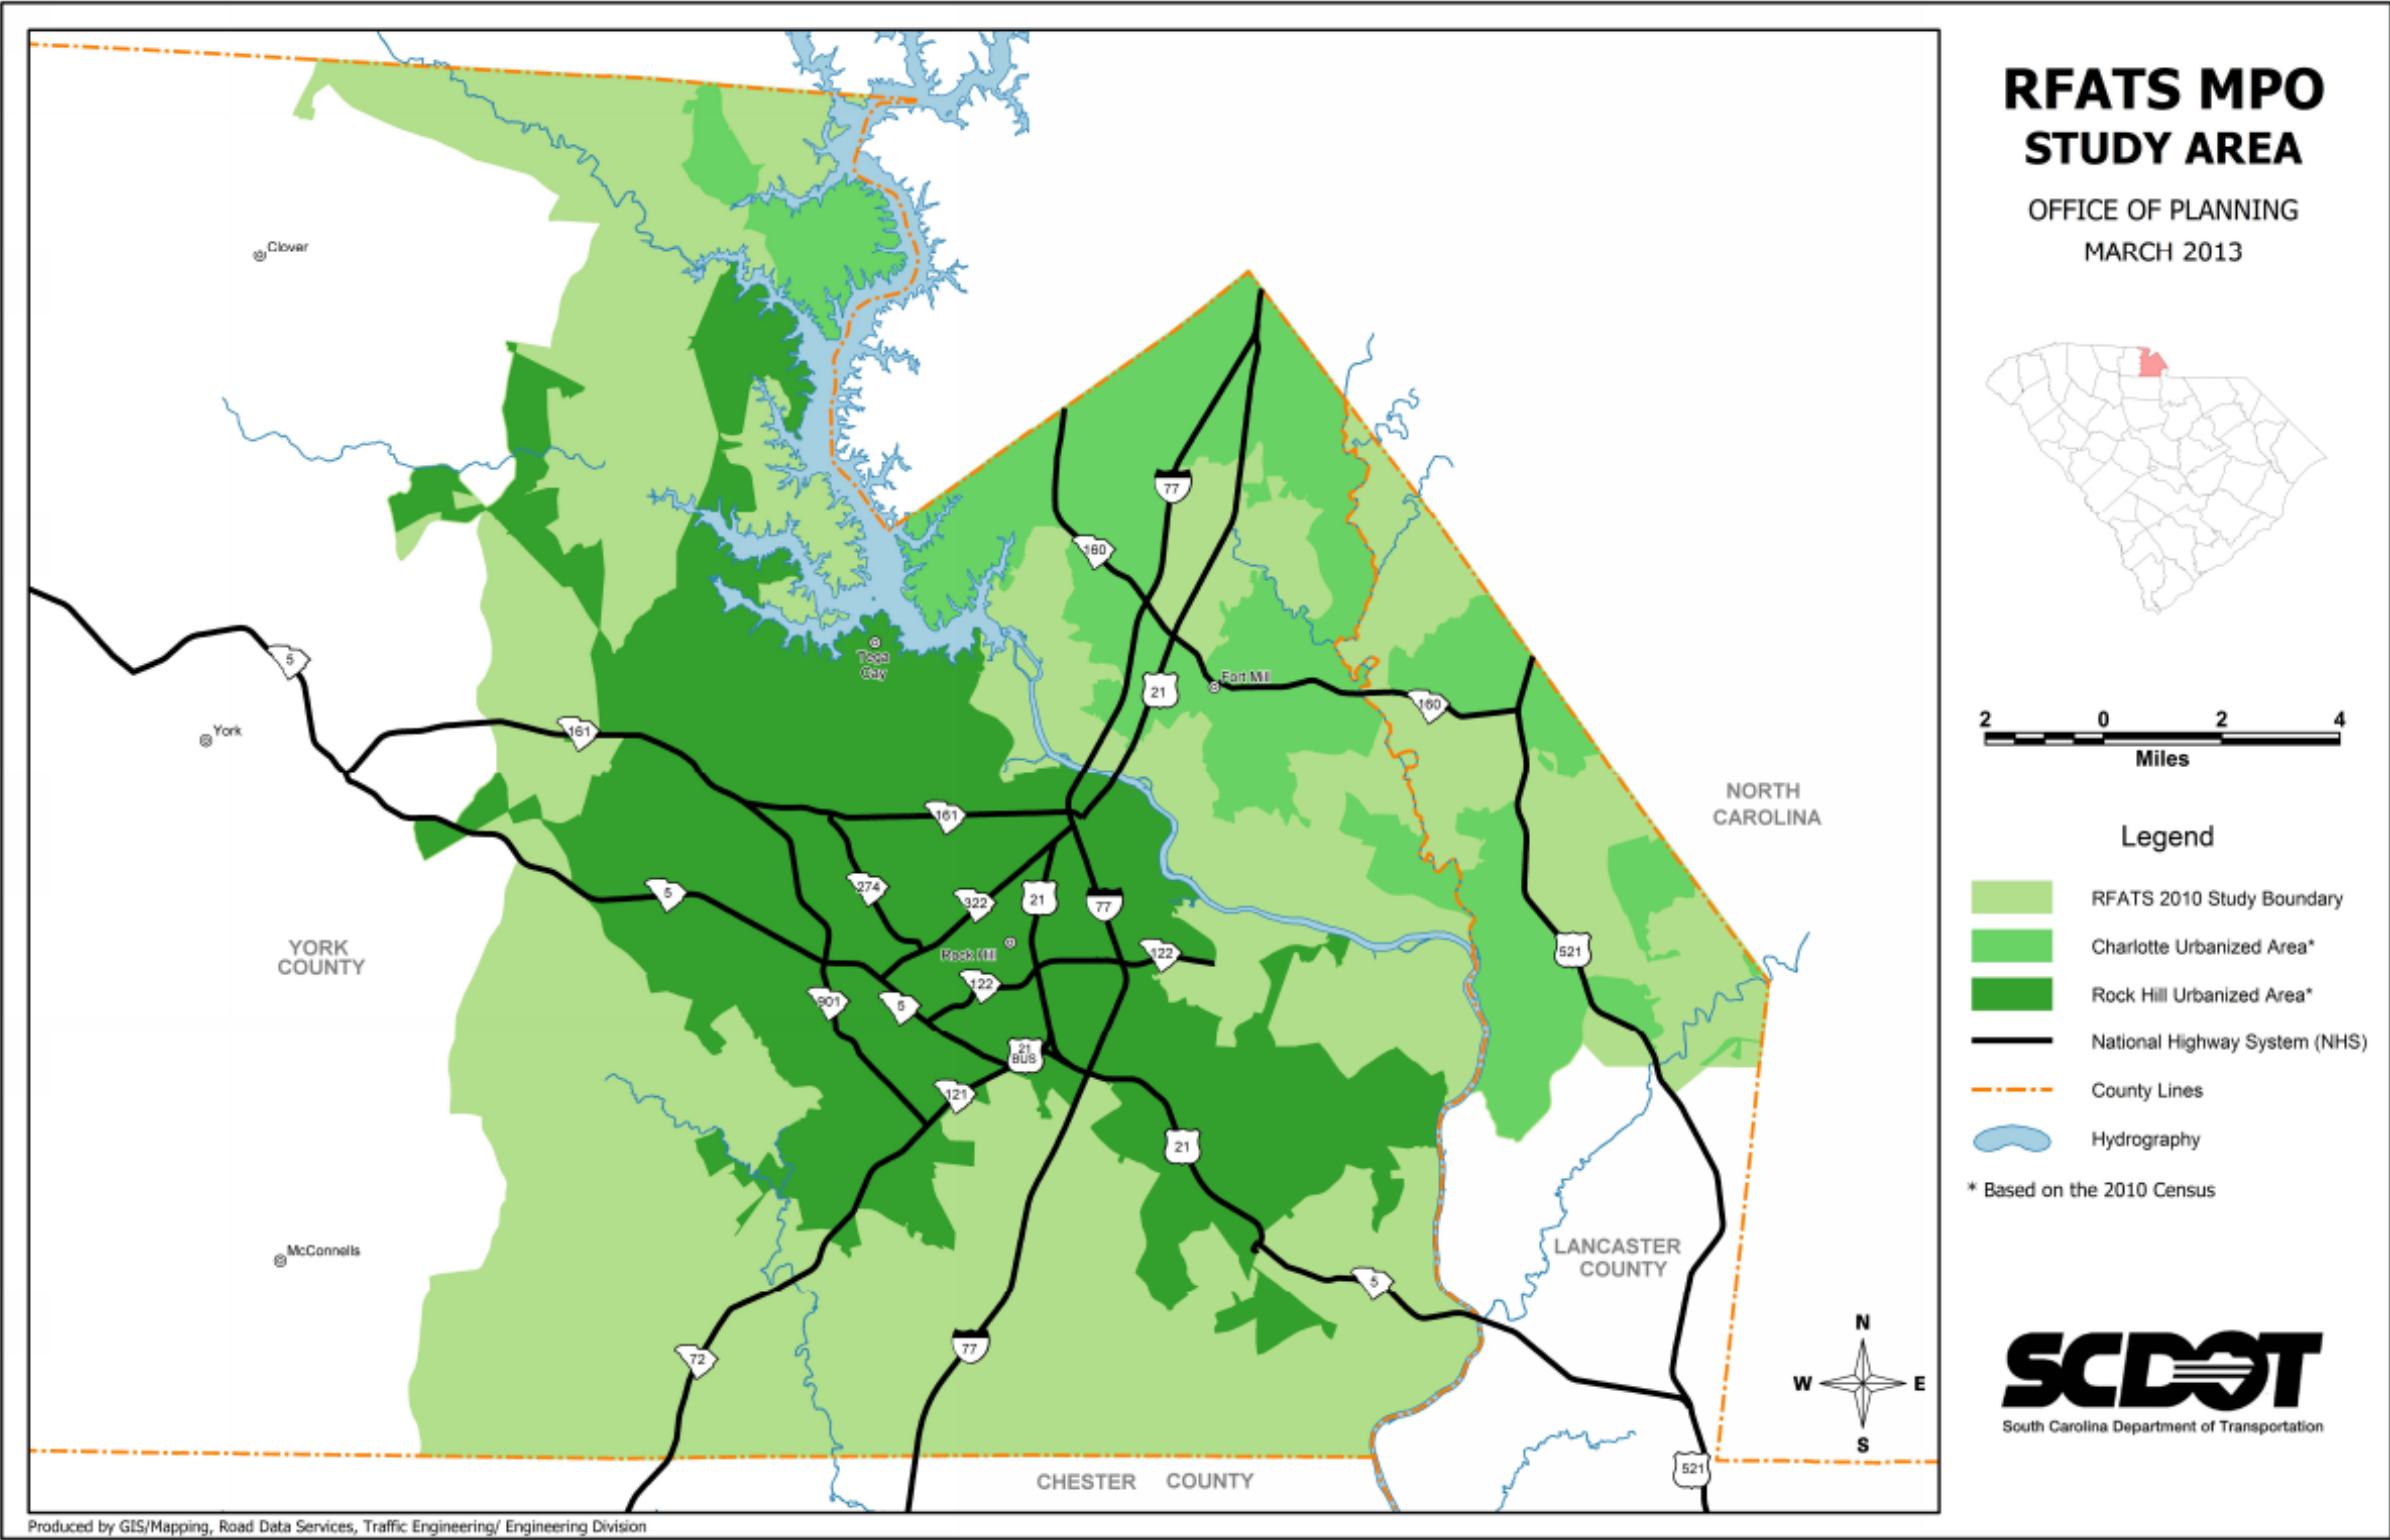 RFATS MPO
STUDY AREA
OFFICE OF PLANNING
MARCH 2013
Clover
77
160
Tega
Cay
5
Fort Mill
21
160
York
161
2 0 2 4
Miles
161
NORTH
CAROLINA
Legend
274
5
322
21
77
RFATS 2010 Study Boundary
YORK
COUNTY
Rock Hill
122
521
Charlotte Urbanized Area*
122
901
5
Rock Hill Urbanized Area*
21
BUS
National Highway System (NHS)
121
County Lines
21
Hydrography
* Based on the 2010 Census
McConnells
LANCASTER
COUNTY
5
N
77
72
W E
S
SCDOT
South Carolina Department of Transportation
521
CHESTER COUNTY
Produced by GIS/Mapping, Road Data Services, Traffic Engineering/ Engineering Division